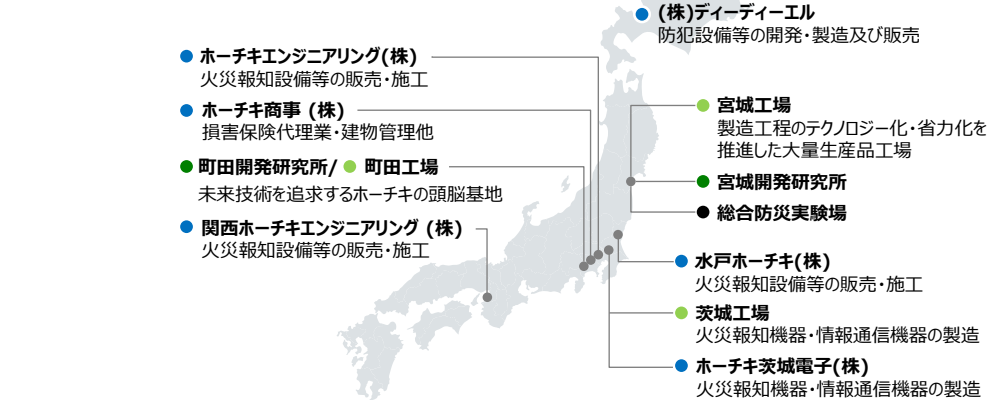 (株)ディーディーエル
防犯設備等の開発・製造及び販売
ホーチキエンジニアリング(株)
火災報知設備等の販売・施工
ホーチキ商事 (株)
損害保険代理業・建物管理他
町田開発研究所/ 町田工場
未来技術を追求するホーチキの頭脳基地
関西ホーチキエンジニアリング (株)
火災報知設備等の販売・施工
宮城工場
製造工程のテクノロジー化・省力化を
推進した大量生産品工場
宮城開発研究所
総合防災実験場
水戸ホーチキ(株)
火災報知設備等の販売・施工
茨城工場
火災報知機器・情報通信機器の製造
ホーチキ茨城電子(株)
火災報知機器・情報通信機器の製造